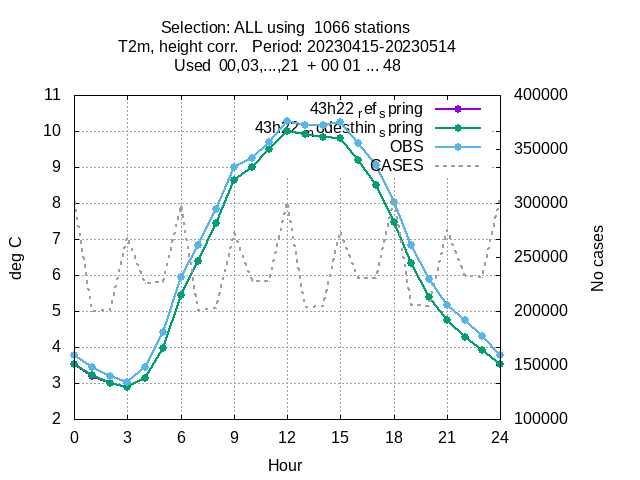 Selection: ALL using  1066 stations
T2m, height corr.   Period: 20230415-20230514
Used  00,03,...,21  + 00 01 ... 48
11
10
9
8
7
6
5
4
3
2
400000
350000
300000
250000
200000
150000
100000
43h22_ref_spring
OBS
CASES
deg C
No cases
0
3
6
9
12
15
18
21
24
Hour